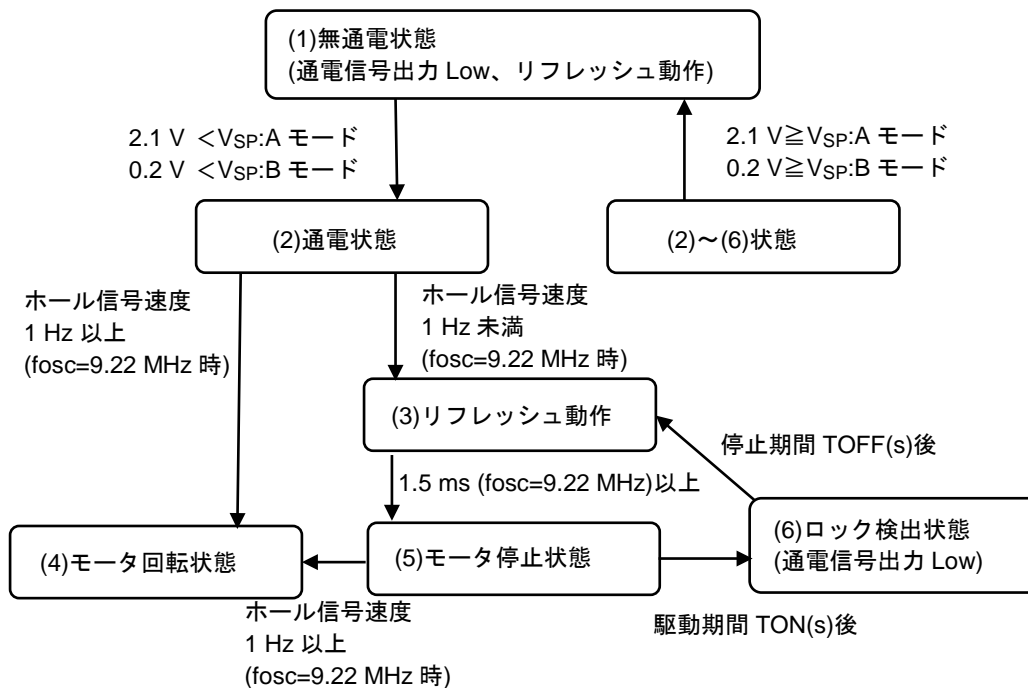 (1)無通電状態
(通電信号出力 Low、リフレッシュ動作)
2.1 V ＜VSP:A モード
0.2 V ＜VSP:B モード
2.1 V≧VSP:A モード
0.2 V≧VSP:B モード
(2)通電状態
(2)～(6)状態
ホール信号速度
1 Hz 以上
(fosc=9.22 MHz 時)
ホール信号速度
1 Hz 未満
(fosc=9.22 MHz 時)
(3)リフレッシュ動作
停止期間 TOFF(s)後
1.5 ms (fosc=9.22 MHz)以上
(4)モータ回転状態
(5)モータ停止状態
(6)ロック検出状態
(通電信号出力 Low)
ホール信号速度
1 Hz 以上
(fosc=9.22 MHz 時)
駆動期間 TON(s)後